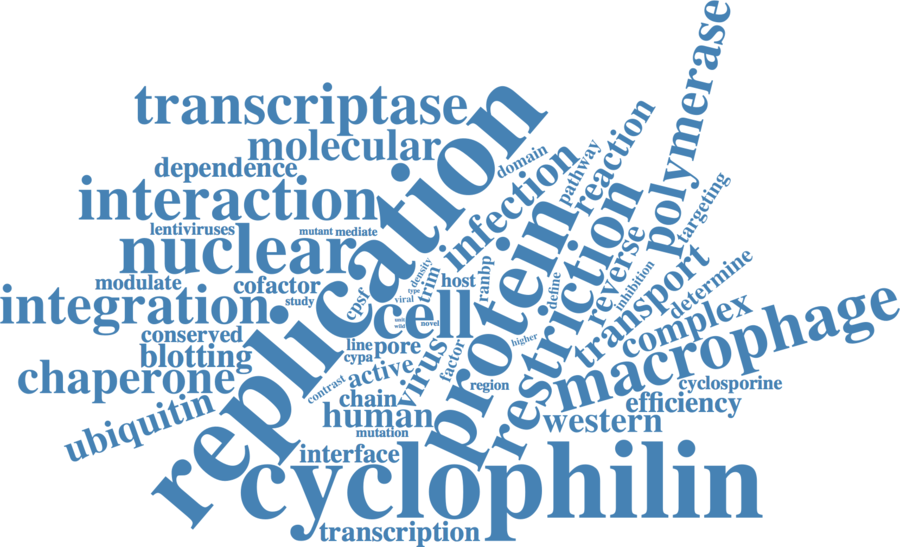 polymerase
transcriptase
replication
molecular
reaction
dependence
domain
pathway
infection
interaction
targeting
lentiviruses
mutant
mediate
nuclear
protein
restriction
reverse
inhibition
transport
determine
modulate
cofactor
study
density
type
trim
host
ranbp
define
viral
cpsf
integration
cell
unit
wild
novel
complex
macrophage
conserved
line
pore
higher
blotting
cypa
factor
virus
active
chaperone
contrast
region
cyclosporine
chain
efficiency
ubiquitin
human
western
mutation
interface
cyclophilin
transcription